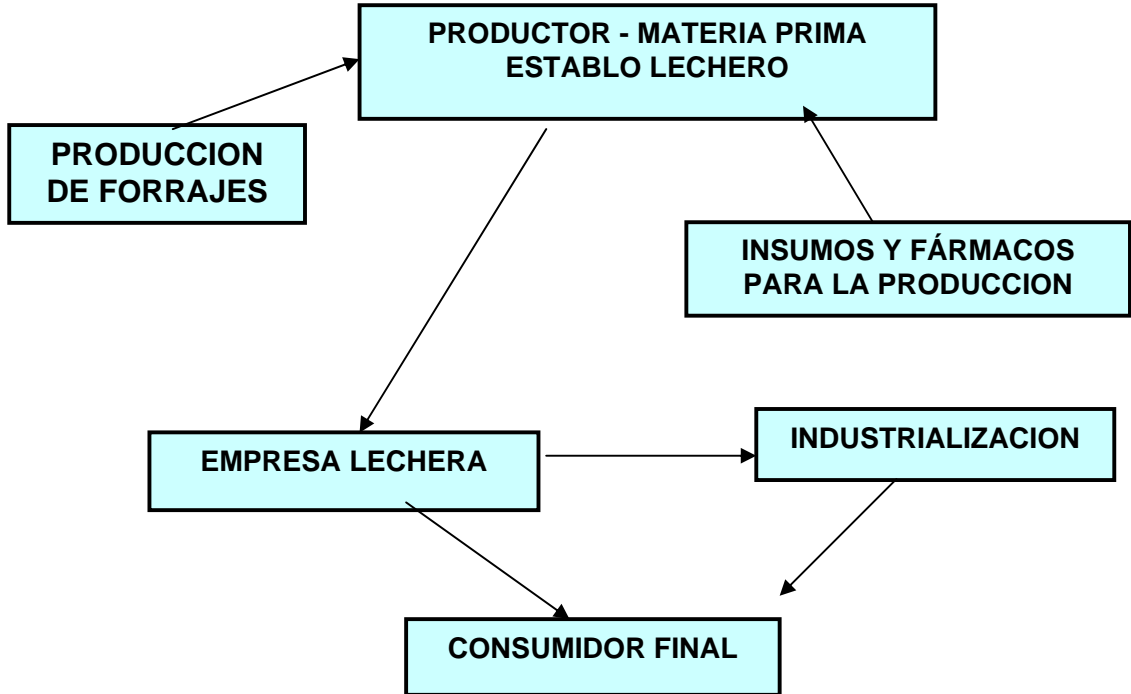 PRODUCTOR - MATERIA PRIMA
ESTABLO LECHERO
PRODUCCION
DE FORRAJES
INSUMOS Y FÁRMACOS
PARA LA PRODUCCION
EMPRESA LECHERA
INDUSTRIALIZACION
CONSUMIDOR FINAL